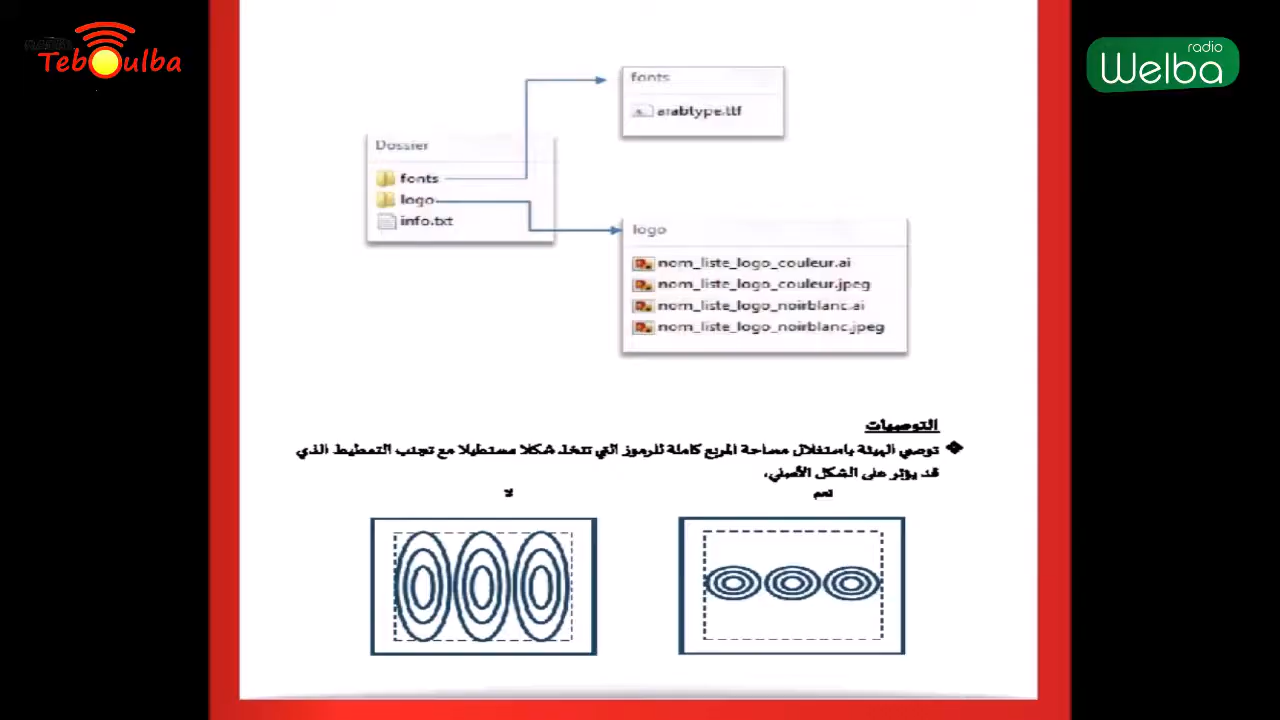 Teboulba
radio
Welba
fonts
arabtype.ttf
Dossier
fonts
logo
info.txt
logo
nom_liste_logo_couleur.ai
nom_liste_logo_couleur.jpeg
nom_liste_logo_noirblanc.ai
nom_liste_logo_noirblanc.jpeg
التوصيات
توصي الهيئة باستغلال مساحة المربع كاملة للرموز التي تتخذ شكلا مستطيلا مع تجنب التمطيط الذي
قد يؤثر على الشكل الأصلي.
نعم
لا